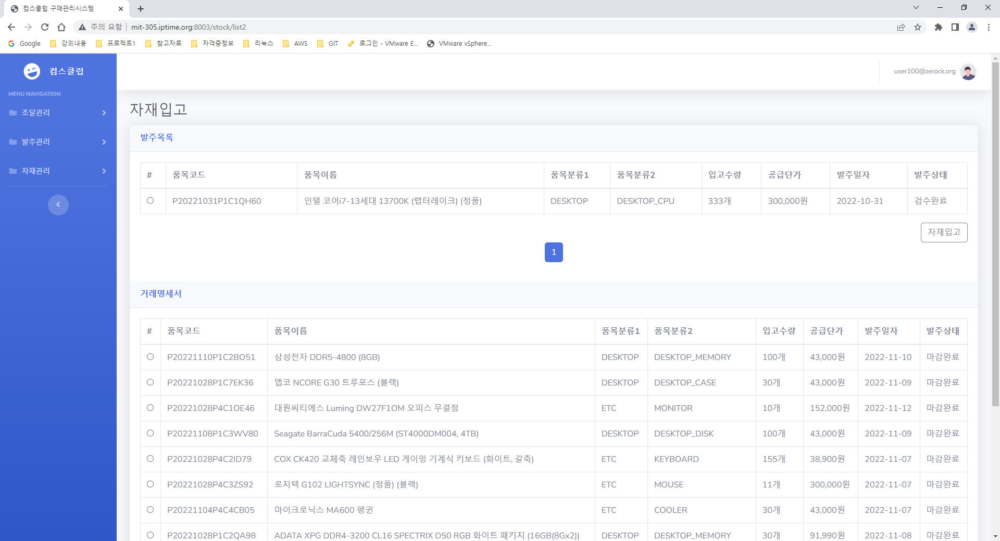 컴스클럽 구매관리시스템
주의 요함 mit-305.iptime.org:8003/stock/list2
Google 강의내용 프로젝트1 참고자료 자격증정보 리눅스 AWS GIT 로그인 - VMware E... VMware vSphere...
컴스클럽
user100@zerock.org
MENU NAVIGATION
조달관리
발주관리
자재관리
자재입고
발주목록
# 품목코드 품목이름 품목분류1 품목분류2 입고수량 공급단가 발주일자 발주상태
P20221031P1C1QH60 인텔 코어i7-13세대 13700K (랩터레이크) (정품) DESKTOP DESKTOP_CPU 333개 300,000원 2022-10-31 검수완료
자재입고
1
거래명세서
# 품목코드 품목이름 품목분류1 품목분류2 입고수량 공급단가 발주일자 발주상태
P20221110P1C2BO51 삼성전자 DDR5-4800 (8GB) DESKTOP DESKTOP_MEMORY 100개 43,000원 2022-11-10 마감완료
P20221028P1C7EK36 앱코 NCORE G30 트루포스 (블랙) DESKTOP DESKTOP_CASE 30개 43,000원 2022-11-09 마감완료
P20221028P4C1OE46 대원씨티에스 Luming DW27F1OM 오피스 무결점 ETC MONITOR 10개 152,000원 2022-11-12 마감완료
P20221108P1C3WV80 Seagate BarraCuda 5400/256M (ST4000DM004, 4TB) DESKTOP DESKTOP_DISK 100개 43,000원 2022-11-09 마감완료
P20221028P4C2ID79 COX CK420 교체축 레인보우 LED 게이밍 기계식 키보드 (화이트, 갈축) ETC KEYBOARD 155개 38,900원 2022-11-07 마감완료
P20221028P4C3ZS92 로지텍 G102 LIGHTSYNC (정품) (블랙) ETC MOUSE 11개 300,000원 2022-11-07 마감완료
P20221104P4C4CB05 마이크로닉스 MA600 펭귄 ETC COOLER 30개 43,000원 2022-11-07 마감완료
P20221028P1C2QA98 ADATA XPG DDR4-3200 CL16 SPECTRIX D50 RGB 화이트 패키지 (16GB(8Gx2)) DESKTOP DESKTOP_MEMORY 30개 91,990원 2022-11-08 마감완료